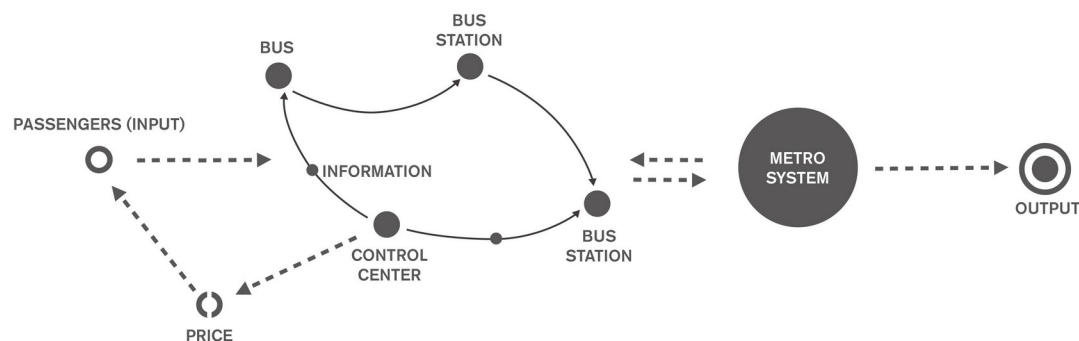 BUS
BUS
STATION
PASSENGERS (INPUT)
INFORMATION
METRO
SYSTEM
OUTPUT
CONTROL
CENTER
BUS
STATION
PRICE